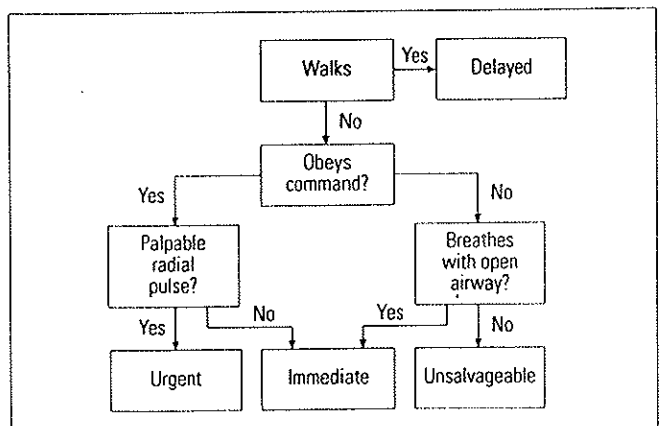 Walks
Yes
Delayed
No
Obeys
command?
Yes
No
Palpable
radial
pulse?
Breathes
with open
airway?
Yes
No
Yes
No
Urgent
Immediate
Unsalvageable